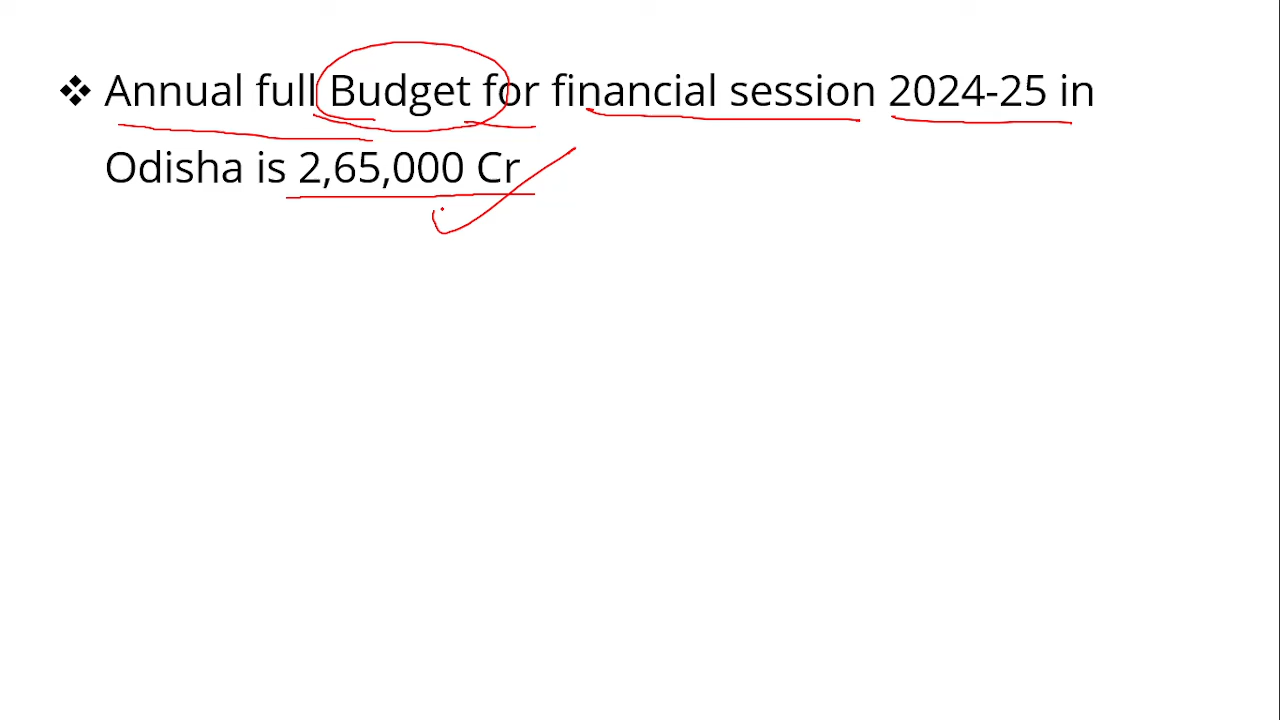 ❖ Annual full Budget for financial session 2024-25 in
Odisha is 2,65,000 Cr